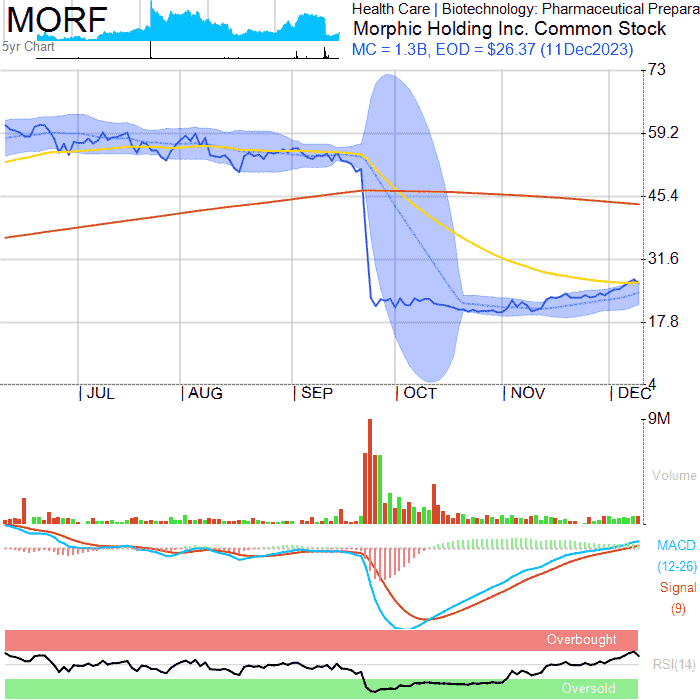 MORF
Health Care | Biotechnology: Pharmaceutical Prepara
Morphic Holding Inc. Common Stock
5yr Chart
MC = 1.3B, EOD = $26.37 (11Dec2023)
73
59.2
45.4
31.6
17.8
4
| JUL
| AUG
| SEP
| OCT
| NOV
| DEC
9M
Volume
MACD
(12-26)
Signal
(9)
Overbought
RSI(14)
Oversold